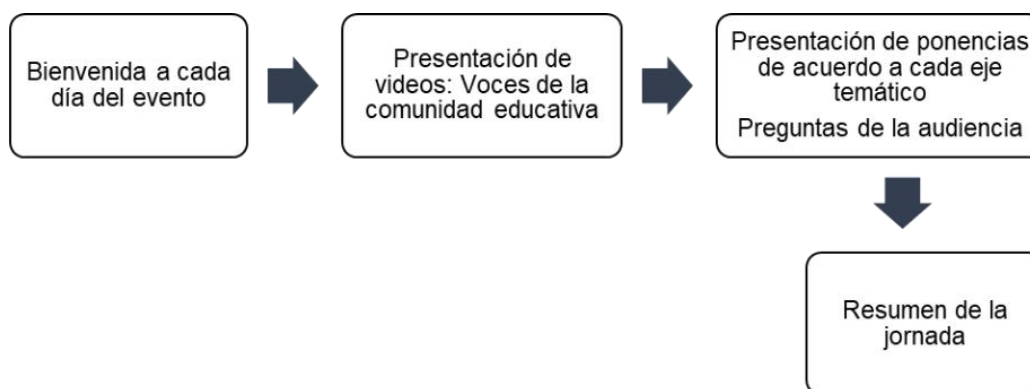 Bienvenida a cada
día del evento
Presentación de
videos: Voces de la
comunidad educativa
Presentación de ponencias
de acuerdo a cada eje
temático
Preguntas de la audiencia
Resumen de la
jornada